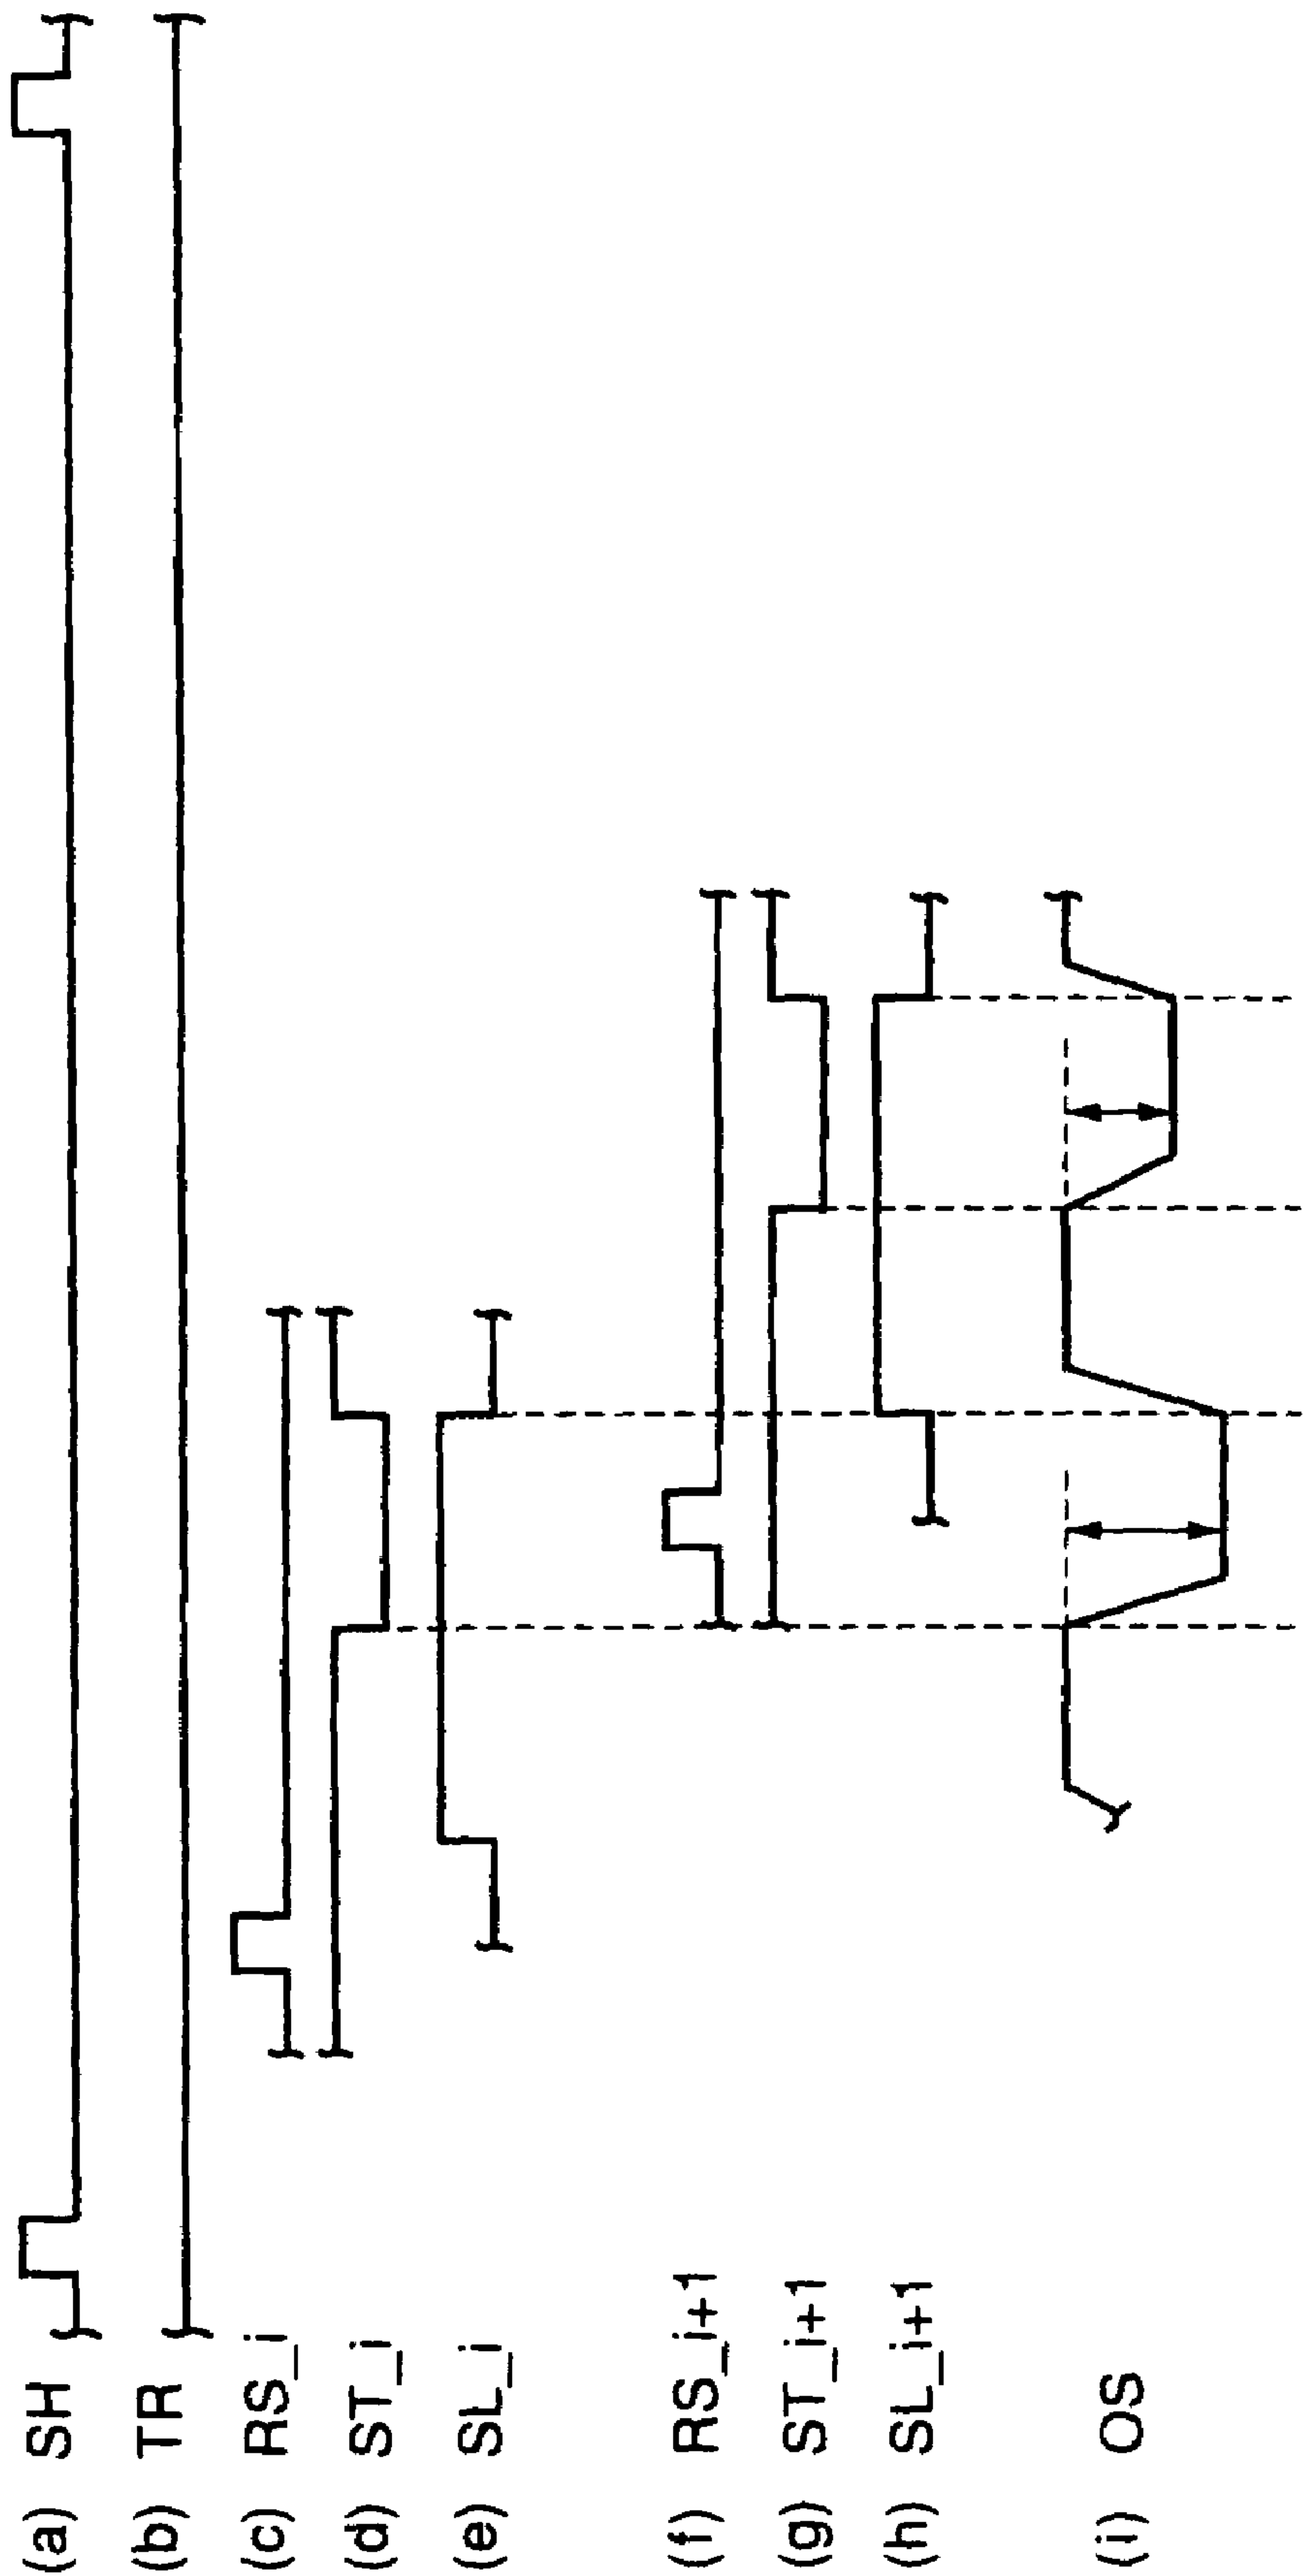 (a) SH
(b) TR
(c) RS_i
(d) ST_i
(e) SL_i
(f) RS_i+1
(g) ST_i+1
(h) SL_i+1
(i) OS